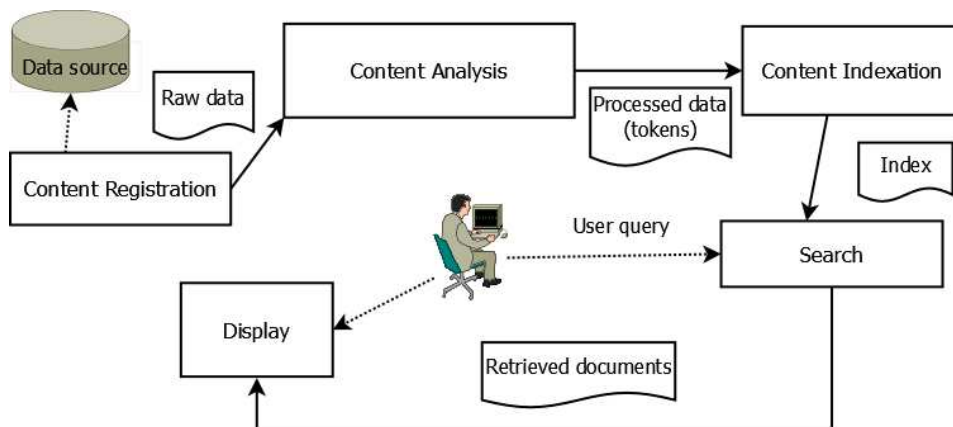 Data source
Raw data
Content Analysis
Processed data
(tokens)
Content Indexation
Content Registration
Index
User query
Search
Display
Retrieved documents